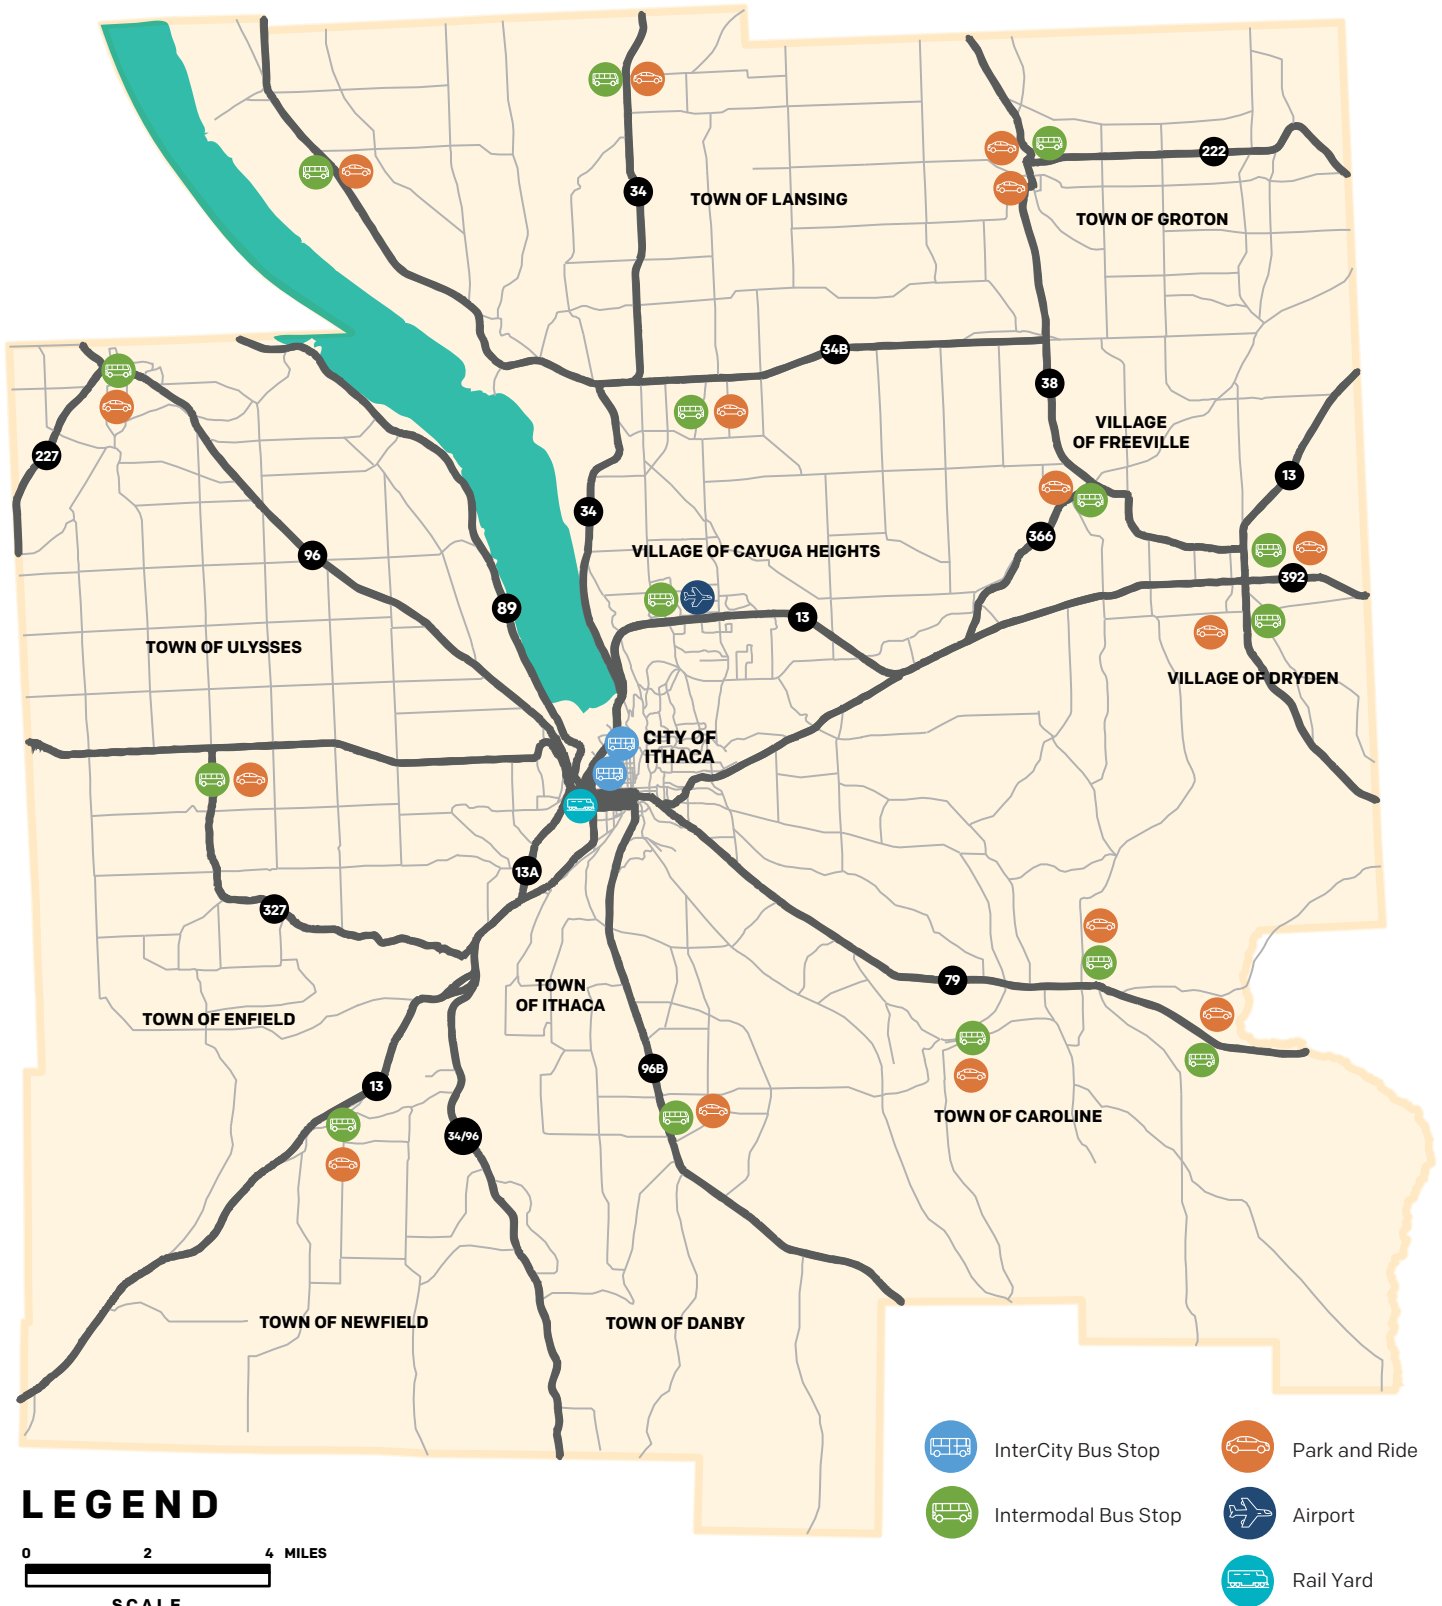 34
222
TOWN OF LANSING
TOWN OF GROTON
34B
38
VILLAGE
OF FREEVILLE
227
13
34
366
96
VILLAGE OF CAYUGA HEIGHTS
392
89
13
TOWN OF ULYSSES
VILLAGE OF DRYDEN
CITY OF
ITHACA
13A
327
79
TOWN
OF ITHACA
TOWN OF ENFIELD
96B
13
TOWN OF CAROLINE
34/96
TOWN OF NEWFIELD
TOWN OF DANBY
InterCity Bus Stop
Park and Ride
LEGEND
Intermodal Bus Stop
Airport
0 2 4 MILES
Rail Yard
SCALE